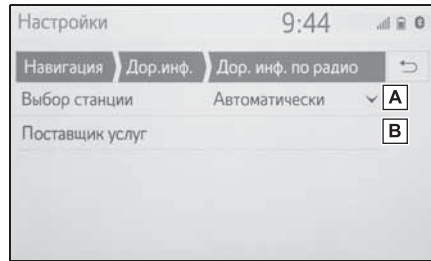 Настройки 9:44
Навигация Дор.инф. Дор. инф. по радио
Выбор станции Автоматически A
Поставщик услуг B